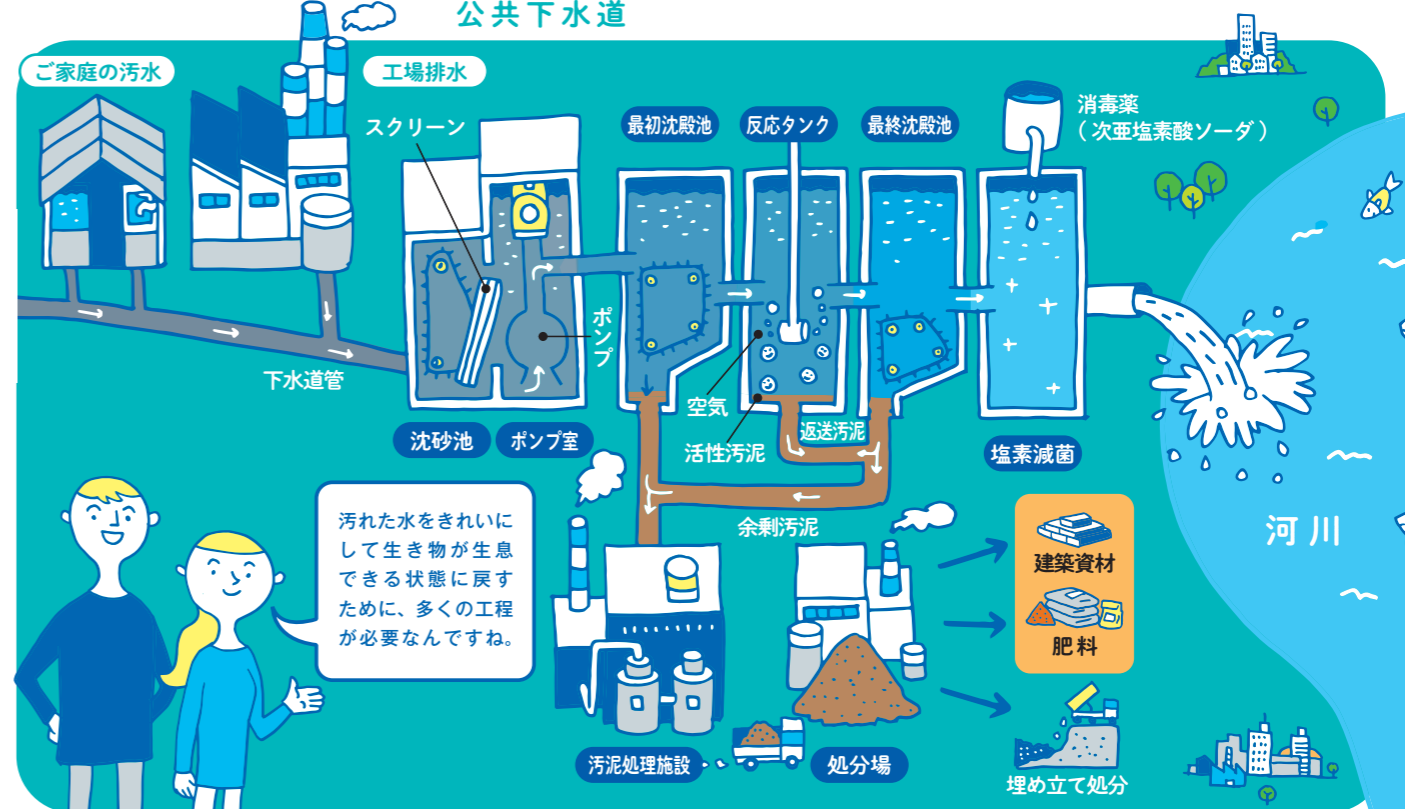 公共下水道
ご家庭の汚水
工場排水
スクリーン
最初沈殿池
反応タンク
最終沈殿池
消毒薬
(次亜塩素酸ソーダ)
ポンプ
下水道管
空気
活性汚泥
返送汚泥
沈砂池
ポンプ室
塩素減菌
余剰汚泥
河川
汚れた水をきれいに
して生き物が生息
できる状態に戻す
ために、多くの工程
が必要なんですね。
建築資材
肥料
汚泥処理施設
処分場
埋め立て処分